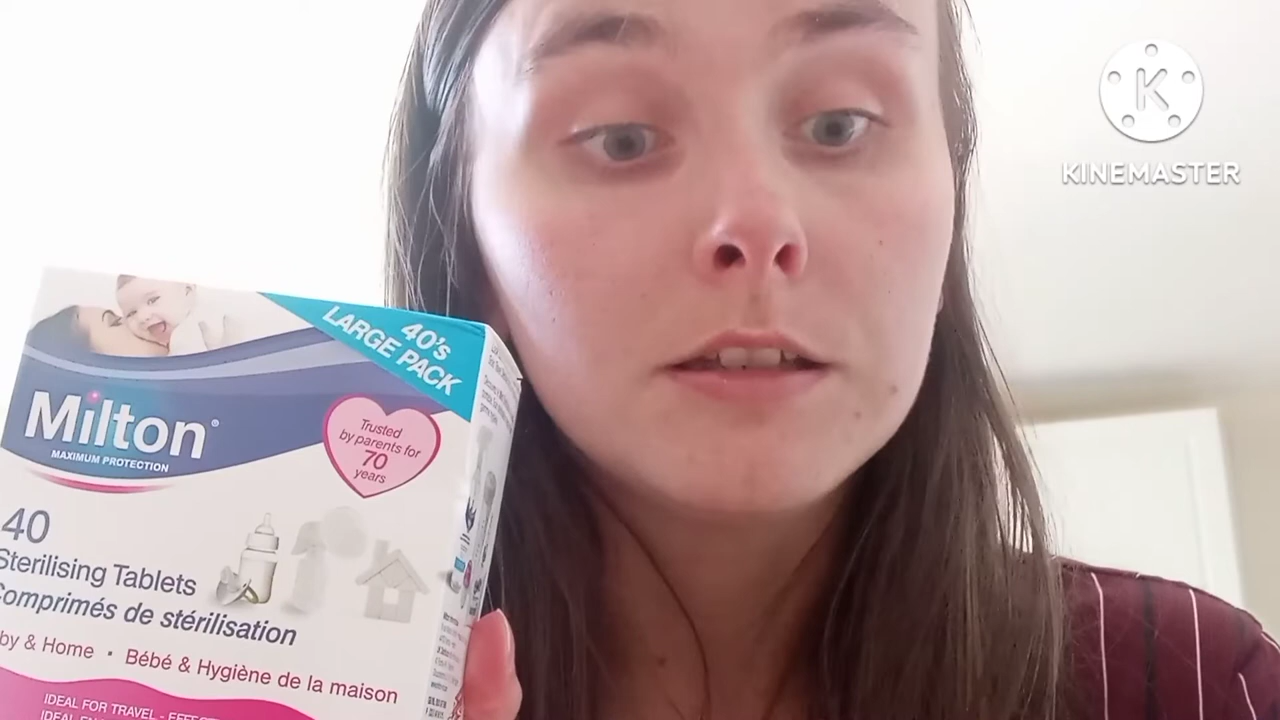 K
KINEMASTER
40's
LARGE PACK
Milton®
MAXIMUM PROTECTION
Trusted
by parents for
70
years
40
Sterilising Tablets
Comprimés de stérilisation
by & Home · Bébé & Hygiène de la maison
IDEAL FOR TRAVEL -
IDEAL